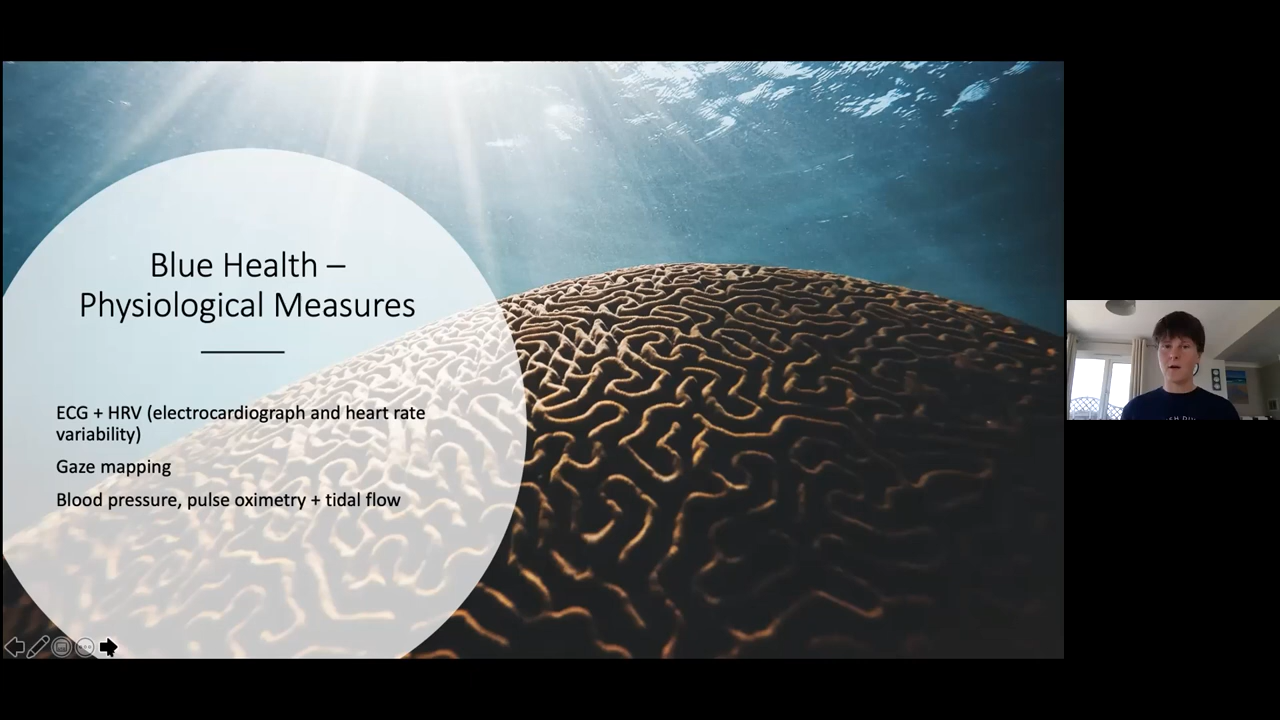 Blue Health –
Physiological Measures
ECG + HRV (electrocardiograph and heart rate
variability)
Gaze mapping
Blood pressure, pulse oximetry + tidal flow